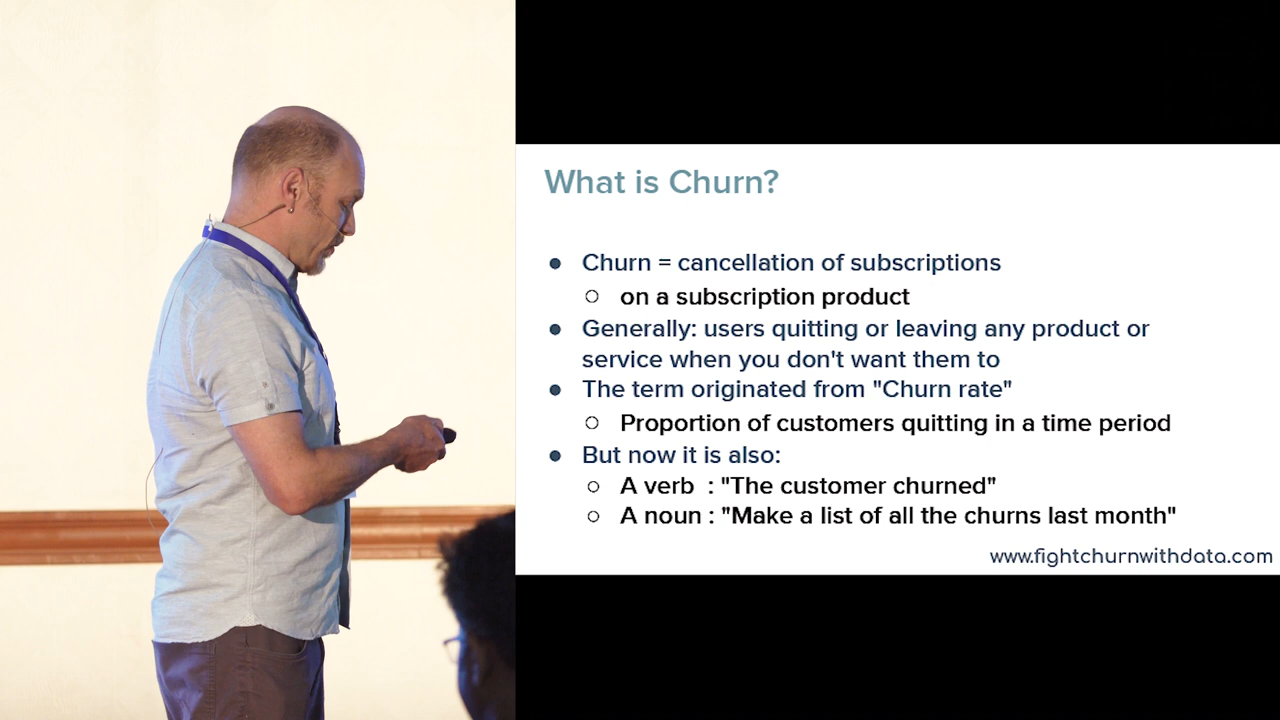 What is Churn?
● Churn = cancellation of subscriptions
○ on a subscription product
● Generally: users quitting or leaving any product or
service when you don't want them to
● The term originated from "Churn rate"
○ Proportion of customers quitting in a time period
● But now it is also:
○ A verb : "The customer churned"
○ A noun : "Make a list of all the churns last month"
www.fightchurnwithdata.com